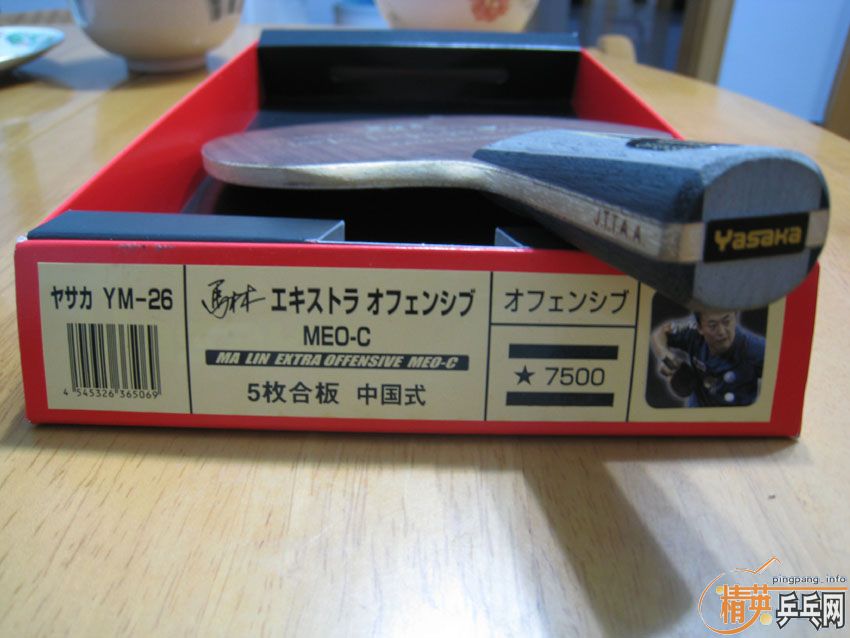 J.T.T.A.A
Yasaka
ヤサカ YM-26
4 545326 365069
馬林 エキストラ オフェンシブ
MEO-C
MA LIN EXTRA OFFENSIVE MEO-C
5枚合板 中国式
オフェンシブ
★ 7500
pingpang.info
精英乒乓网